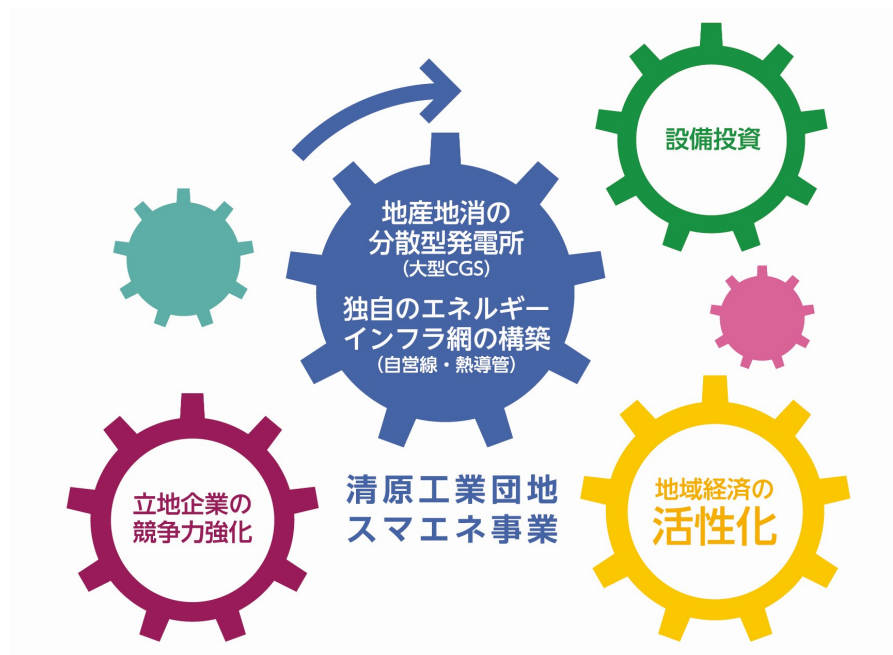 設備投資
地産地消の
分散型発電所
(大型CGS)
独自のエネルギー
インフラ網の構築
(自営線・熱導管)
立地企業の
競争力強化
清原工業団地
スマエネ事業
地域経済の
活性化